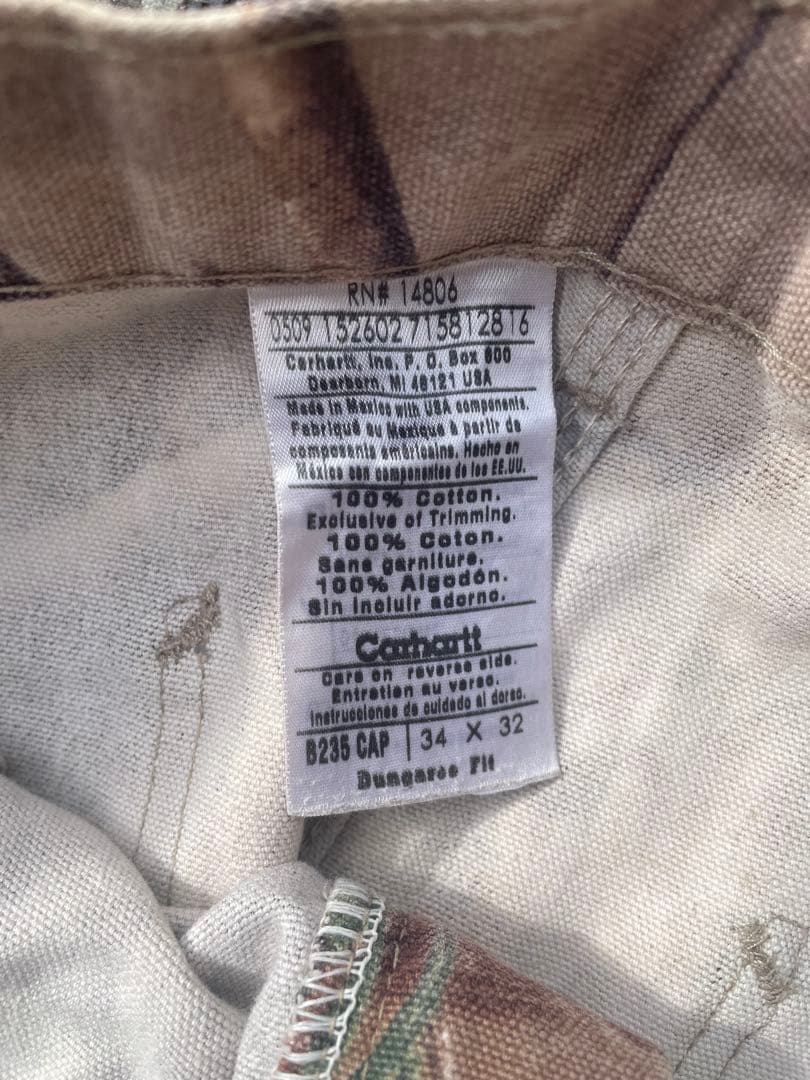 RN# 14806
0509 152602 7158 12816
Carhartt, Inc. P. O. Box 600
Dearborn, MI 48121 USA
Made in Mexico with USA components.
Fabriqué au Mexique à partir de
composants américains. Hecho en
México con componentes de los EE.UU.
100% Cotton.
Exclusive of Trimming.
100% Coton.
Sans garniture.
100% Algodón.
Sin incluir adorno.
Carhartt
Care on reverse side.
Entretien au verso.
Instrucciones de cuidado al dorso.
B235 CAP 34 X 32
Dungaree Fit